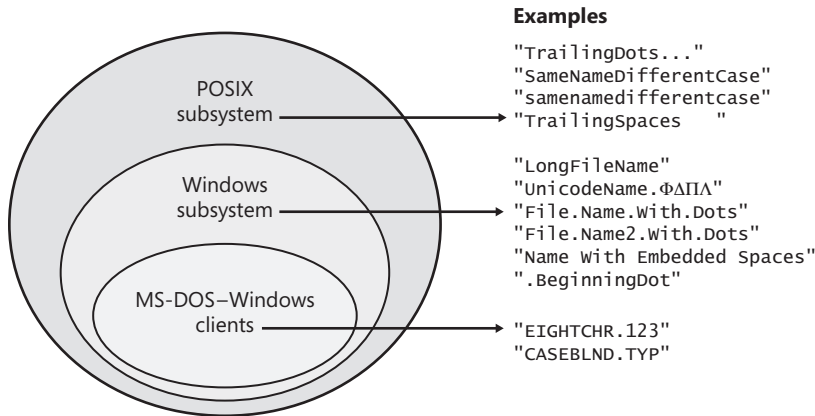 Examples
POSIX
subsystem
"TrailingDots..."
"SameNameDifferentCase"
"samenamedifferentcase"
"TrailingSpaces   "
Windows
subsystem
"LongFileName"
"UnicodeName.ΦΔΠΛ"
"File.Name.With.Dots"
"File.Name2.With.Dots"
"Name With Embedded Spaces"
".BeginningDot"
MS-DOS–Windows
clients
"EIGHTCHR.123"
"CASEBLND.TYP"